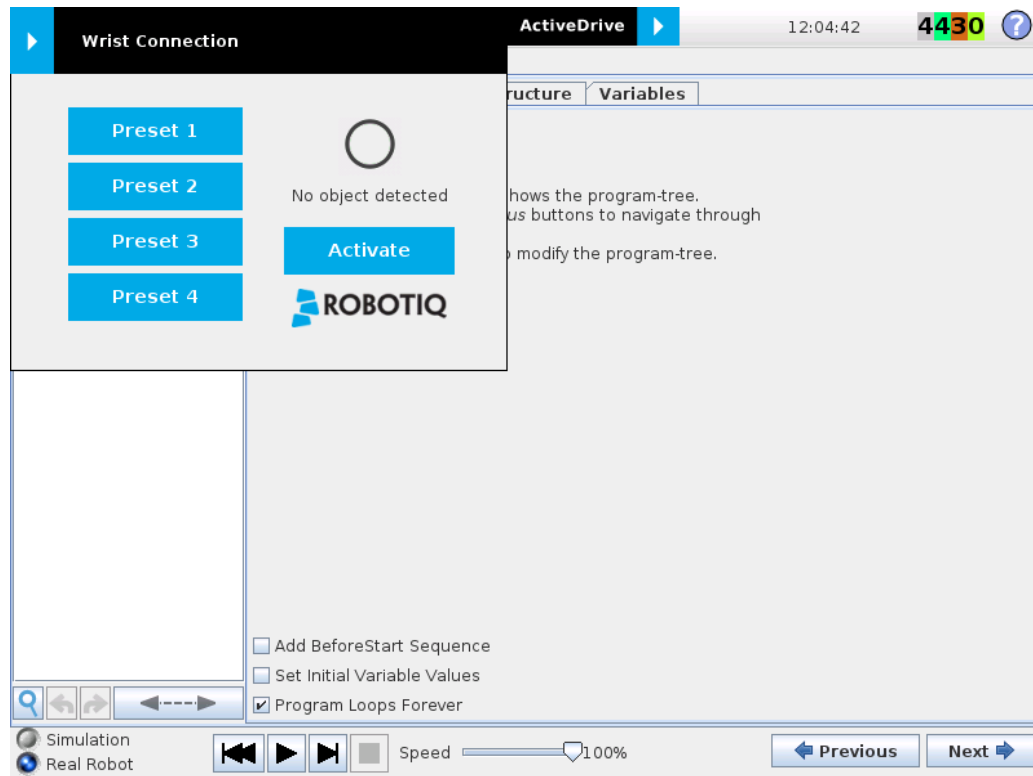 Wrist Connection
ActiveDrive
12:04:42
4430
?
ructure
Variables
Preset 1
Preset 2
Preset 3
Preset 4
No object detected
Activate
ROBOTIQ
hows the program-tree.
us buttons to navigate through
o modify the program-tree.
Add BeforeStart Sequence
Set Initial Variable Values
Program Loops Forever
Simulation
Real Robot
Speed
100%
Previous
Next